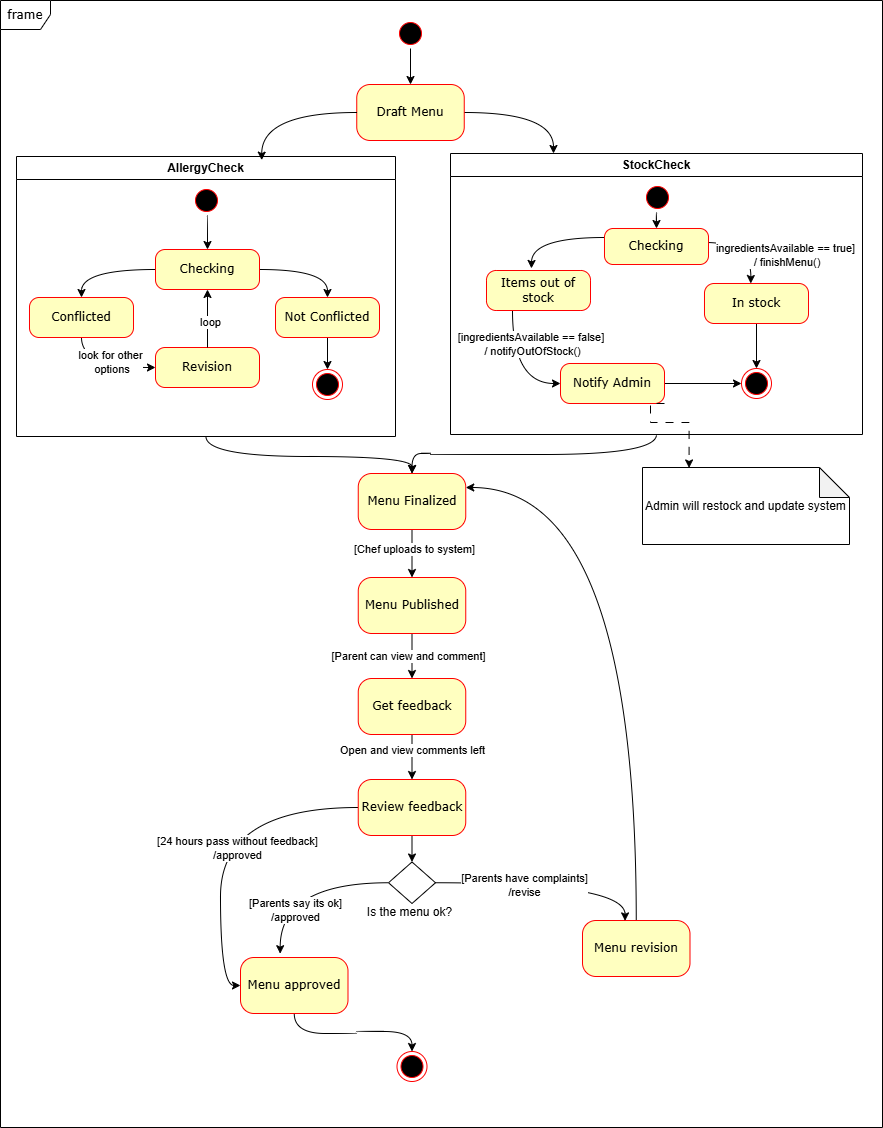 frame
Draft Menu
AllergyCheck
StockCheck
Checking
Conflicted
Not Conflicted
loop
look for other
options
Revision
Checking
ingredientsAvailable == true]
/ finishMenu()
Items out of
stock
In stock
[ingredientsAvailable == false]
/ notifyOutOfStock()
Notify Admin
Admin will restock and update system
Menu Finalized
[Chef uploads to system]
Menu Published
[Parent can view and comment]
Get feedback
Open and view comments left
Review feedback
[24 hours pass without feedback]
/approved
[Parents have complaints]
/revise
[Parents say its ok]
/approved
Is the menu ok?
Menu revision
Menu approved